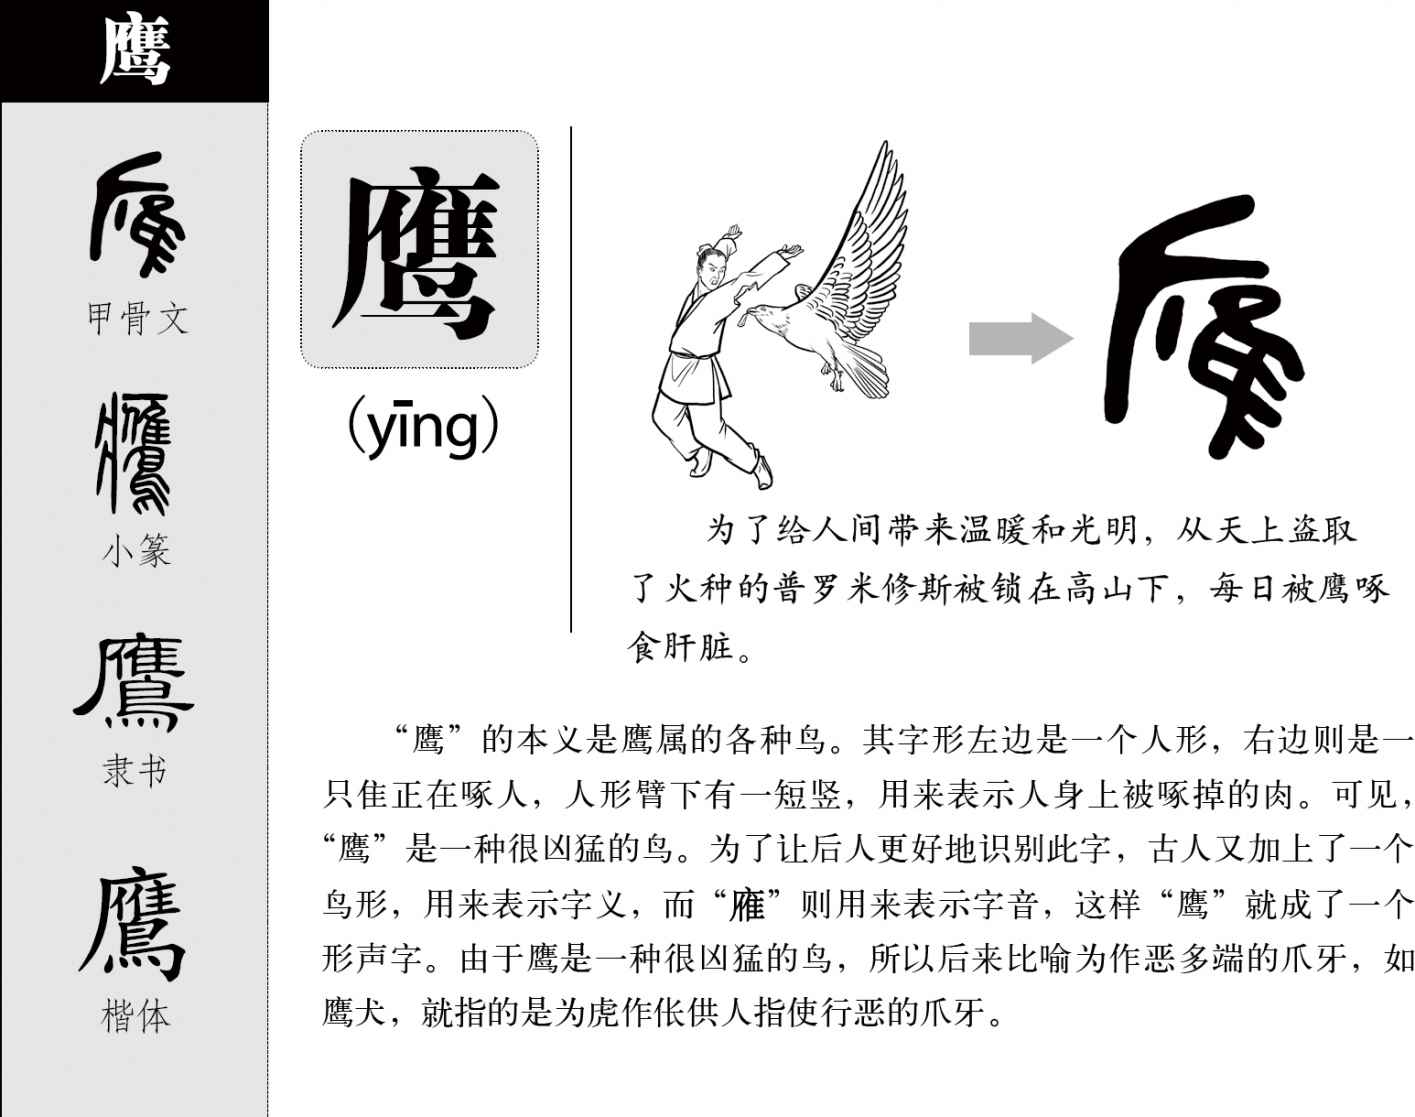 鹰
甲骨文
小篆
隶书
楷体
鹰
(yīng)
为了给人间带来温暖和光明，从天上盗取
了火种的普罗米修斯被锁在高山下，每日被鹰啄
食肝脏。
“鹰”的本义是鹰属的各种鸟。其字形左边是一个人形，右边则是一
只隹正在啄人，人形臂下有一短竖，用来表示人身上被啄掉的肉。可见，
“鹰”是一种很凶猛的鸟。为了让后人更好地识别此字，古人又加上了一个
鸟形，用来表示字义，而“䧹”则用来表示字音，这样“鹰”就成了一个
形声字。由于鹰是一种很凶猛的鸟，所以后来比喻为作恶多端的爪牙，如
鹰犬，就指的是为虎作伥供人指使行恶的爪牙。